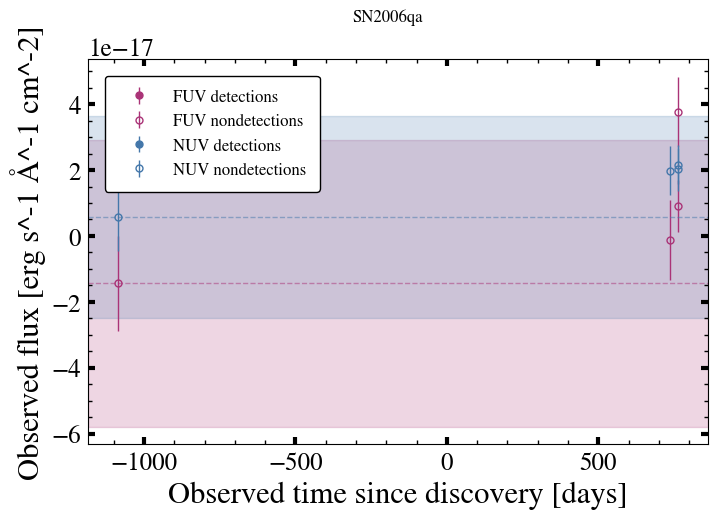 SN2006qa
1e−17
FUV detections
FUV nondetections
NUV detections
NUV nondetections
4
2
0
−2
−4
−6
−1000
−500
0
500
Observed time since discovery [days]
Observed flux [erg s^-1 Å^-1 cm^-2]